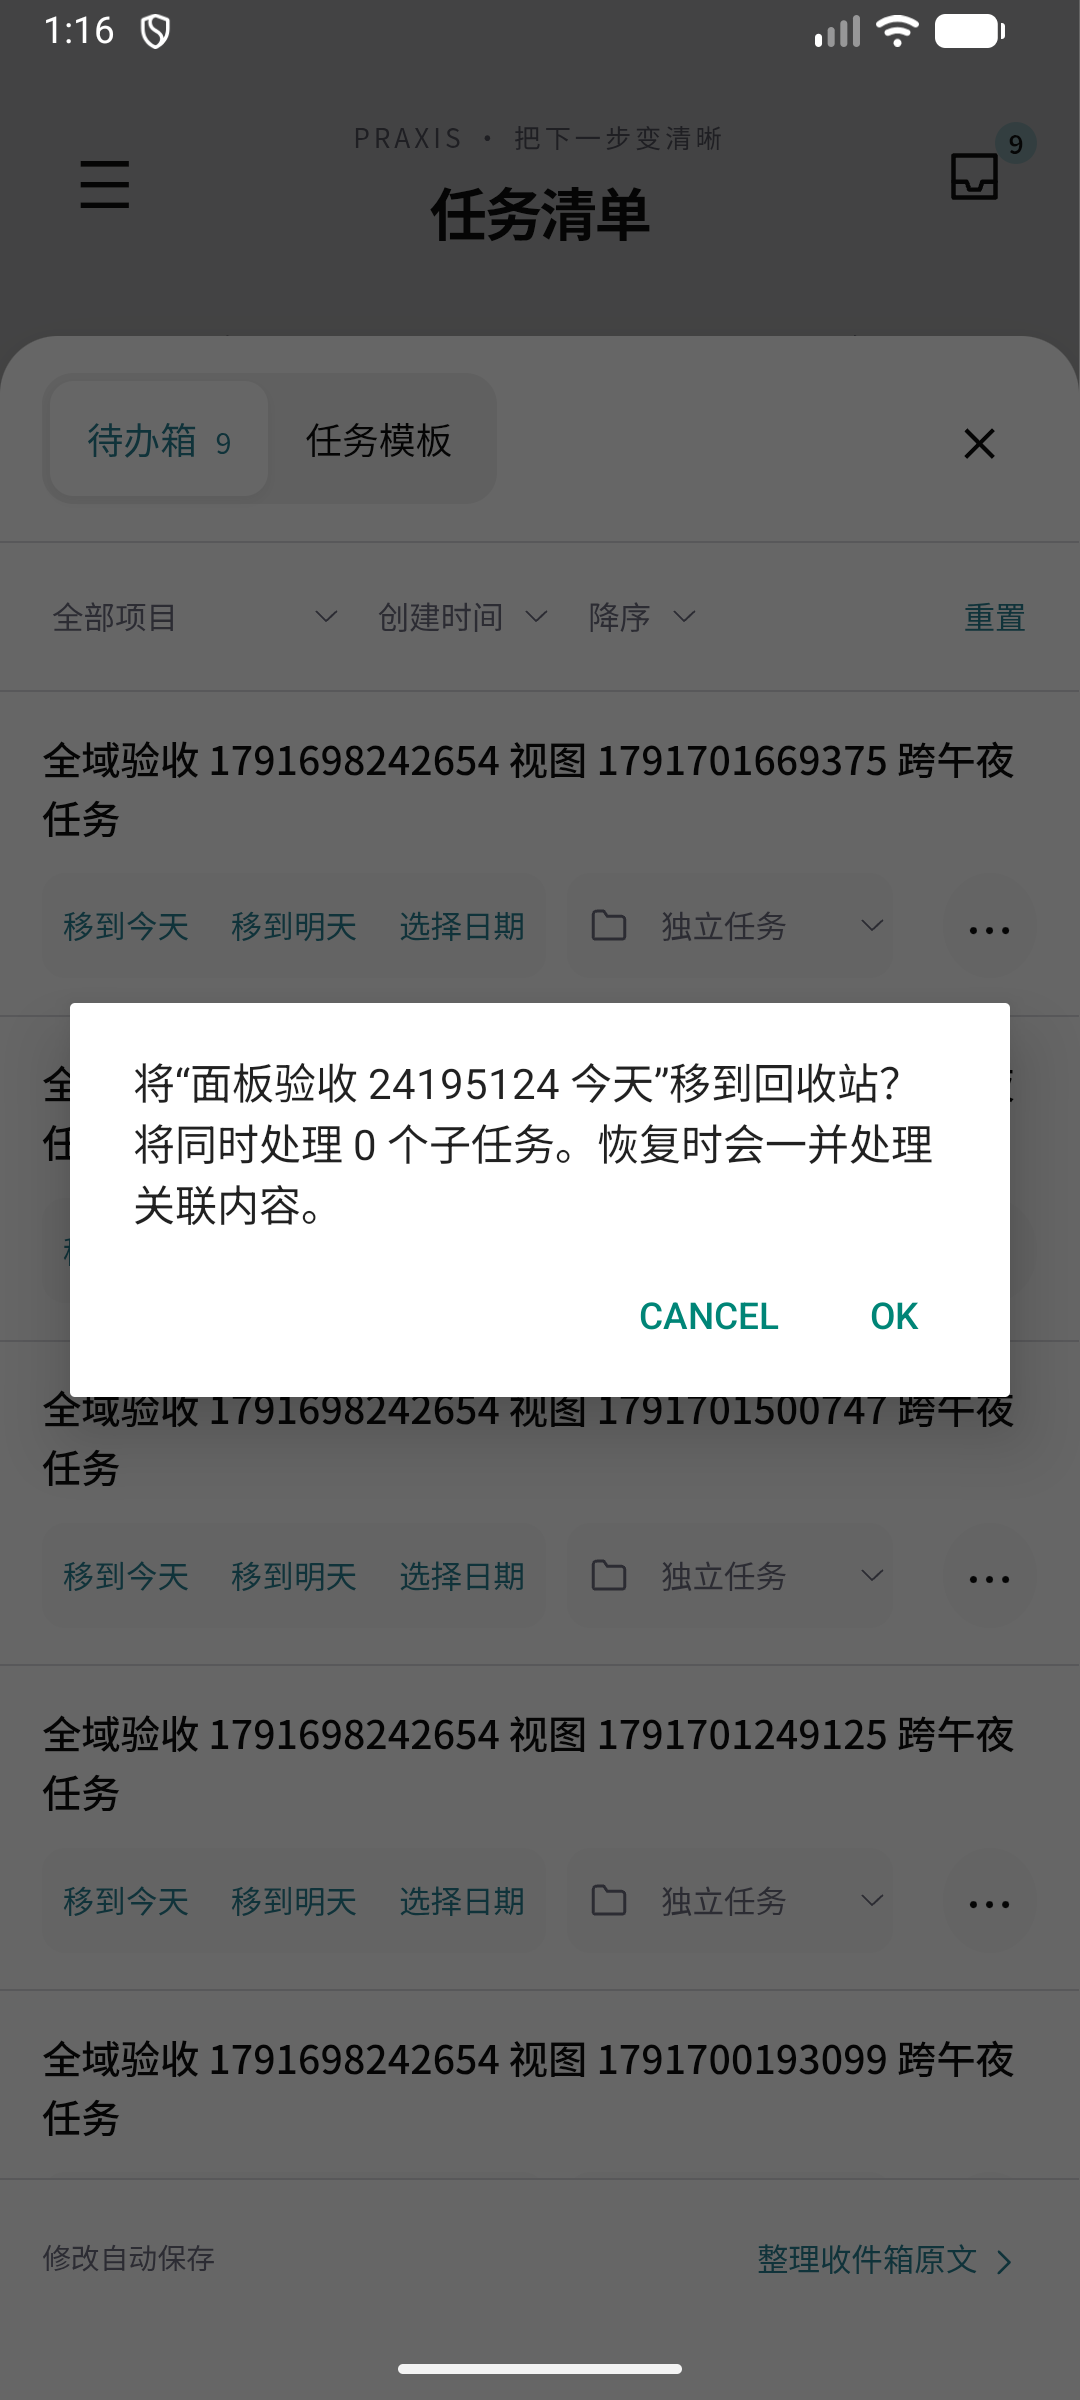 1:16
PRAXIS · 把下一步变清晰
9
任务清单
待办箱 9
任务模板
全部项目
创建时间
降序
重置
全域验收 1791698242654 视图 1791701669375 跨午夜
任务
移到今天 移到明天 选择日期
独立任务
将“面板验收 24195124 今天”移到回收站?
将同时处理 0 个子任务。恢复时会一并处理
关联内容。
CANCEL
OK
全域验收 1791698242654 视图 1791701500747 跨午夜
任务
移到今天 移到明天 选择日期
独立任务
全域验收 1791698242654 视图 1791701249125 跨午夜
任务
移到今天 移到明天 选择日期
独立任务
全域验收 1791698242654 视图 1791700193099 跨午夜
任务
修改自动保存
整理收件箱原文